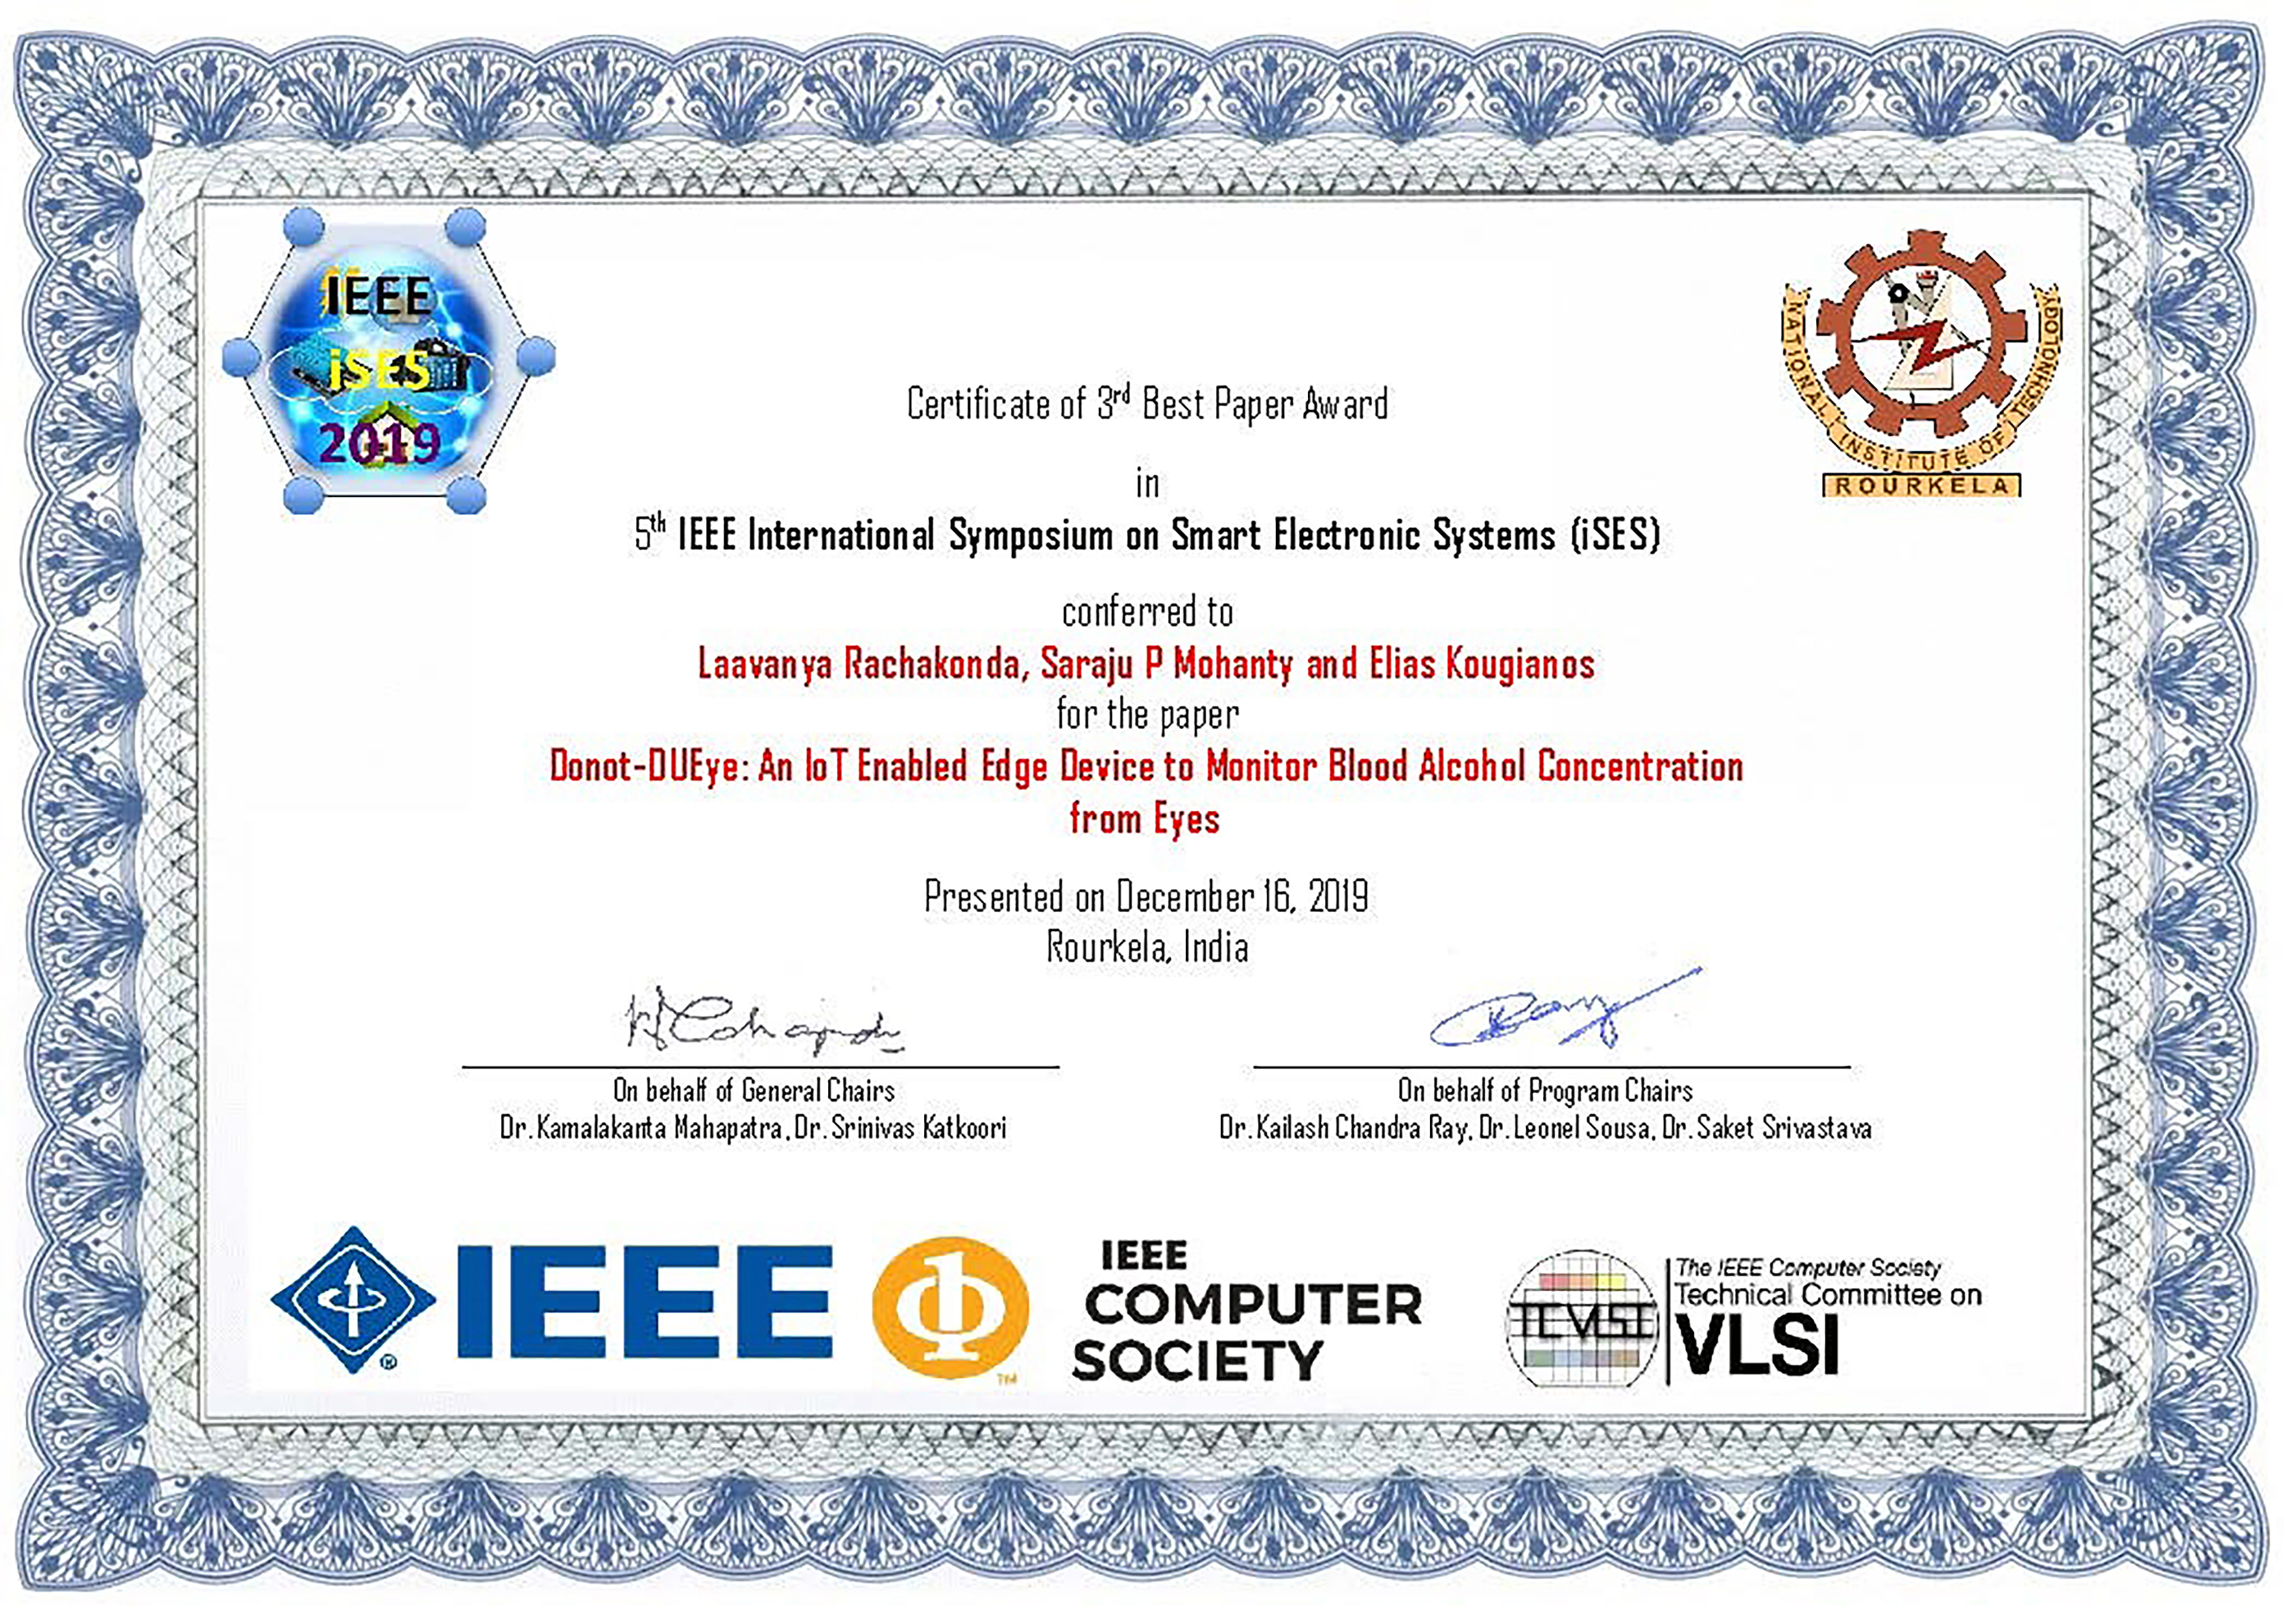 IEEE
iSES
2019
NATIONAL INSTITUTE OF TECHNOLOGY
ROURKELA
Certificate of 3rd Best Paper Award
in
5th IEEE International Symposium on Smart Electronic Systems (iSES)
conferred to
Laavanya Rachakonda, Saraju P Mohanty and Elias Kougianos
for the paper
Donot-DUEye: An IoT Enabled Edge Device to Monitor Blood Alcohol Concentration
from Eyes
Presented on December 16, 2019
Rourkela, India
On behalf of General Chairs
Dr. Kamalakanta Mahapatra, Dr. Srinivas Katkoori
On behalf of Program Chairs
Dr. Kailash Chandra Ray, Dr. Leonel Sousa, Dr. Saket Srivastava
® IEEE
TM
IEEE
COMPUTER
SOCIETY
TCVLSI
The IEEE Computer Society
Technical Committee on
VLSI